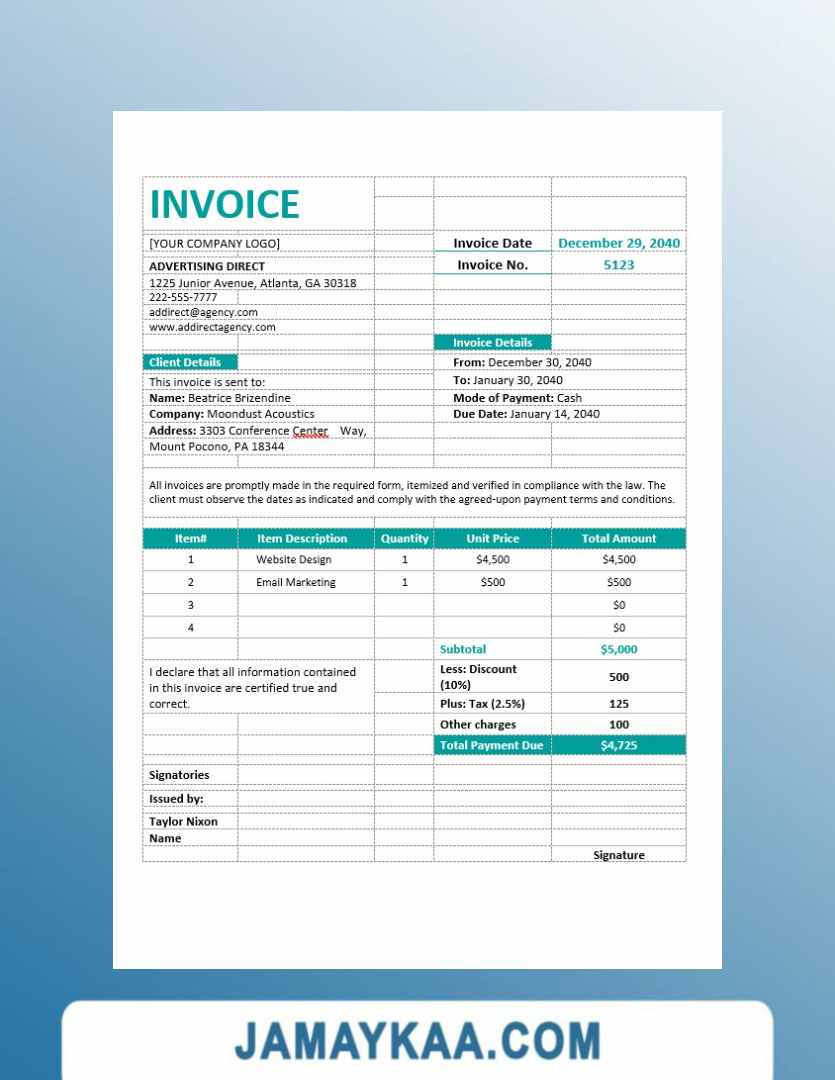 INVOICE
[YOUR COMPANY LOGO]
Invoice Date December 29, 2040
ADVERTISING DIRECT
Invoice No. 5123
1225 Junior Avenue, Atlanta, GA 30318
222-555-7777
addirect@agency.com
www.addirectagency.com
Invoice Details
Client Details
From: December 30, 2040
This invoice is sent to:
To: January 30, 2040
Name: Beatrice Brizendine
Mode of Payment: Cash
Company: Moondust Acoustics
Due Date: January 14, 2040
Address: 3303 Conference Center Way,
Mount Pocono, PA 18344
All invoices are promptly made in the required form, itemized and verified in compliance with the law. The
client must observe the dates as indicated and comply with the agreed-upon payment terms and conditions.
Item# Item Description Quantity Unit Price Total Amount
1 Website Design 1 $4,500 $4,500
2 Email Marketing 1 $500 $500
3 $0
4 $0
Subtotal $5,000
I declare that all information contained
in this invoice are certified true and
correct.
Less: Discount
(10%) 500
Plus: Tax (2.5%) 125
Other charges 100
Total Payment Due $4,725
Signatories
Issued by:
Taylor Nixon
Name
Signature
JAMAYKAA.COM